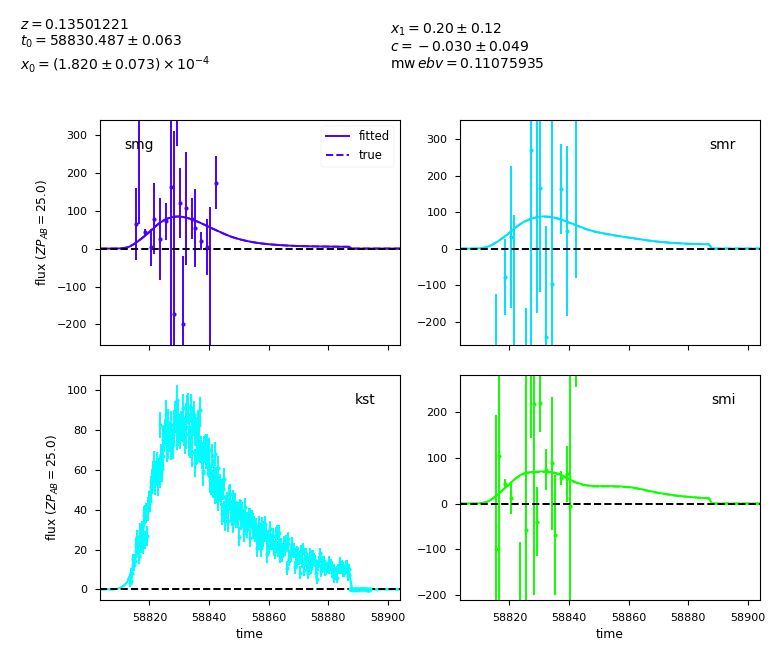 z = 0.13501221
t₀ = 58830.487 ± 0.063
x₀ = (1.820 ± 0.073) × 10⁻⁴
x₁ = 0.20 ± 0.12
c = −0.030 ± 0.049
mw ebv = 0.11075935
smg
fitted
true
300
200
100
0
−100
−200
flux (ZP_AB = 25.0)
smr
300
200
100
0
−100
−200
kst
100
80
60
40
20
0
flux (ZP_AB = 25.0)
58820 58840 58860 58880 58900
time
smi
200
100
0
−100
−200
58820 58840 58860 58880 58900
time